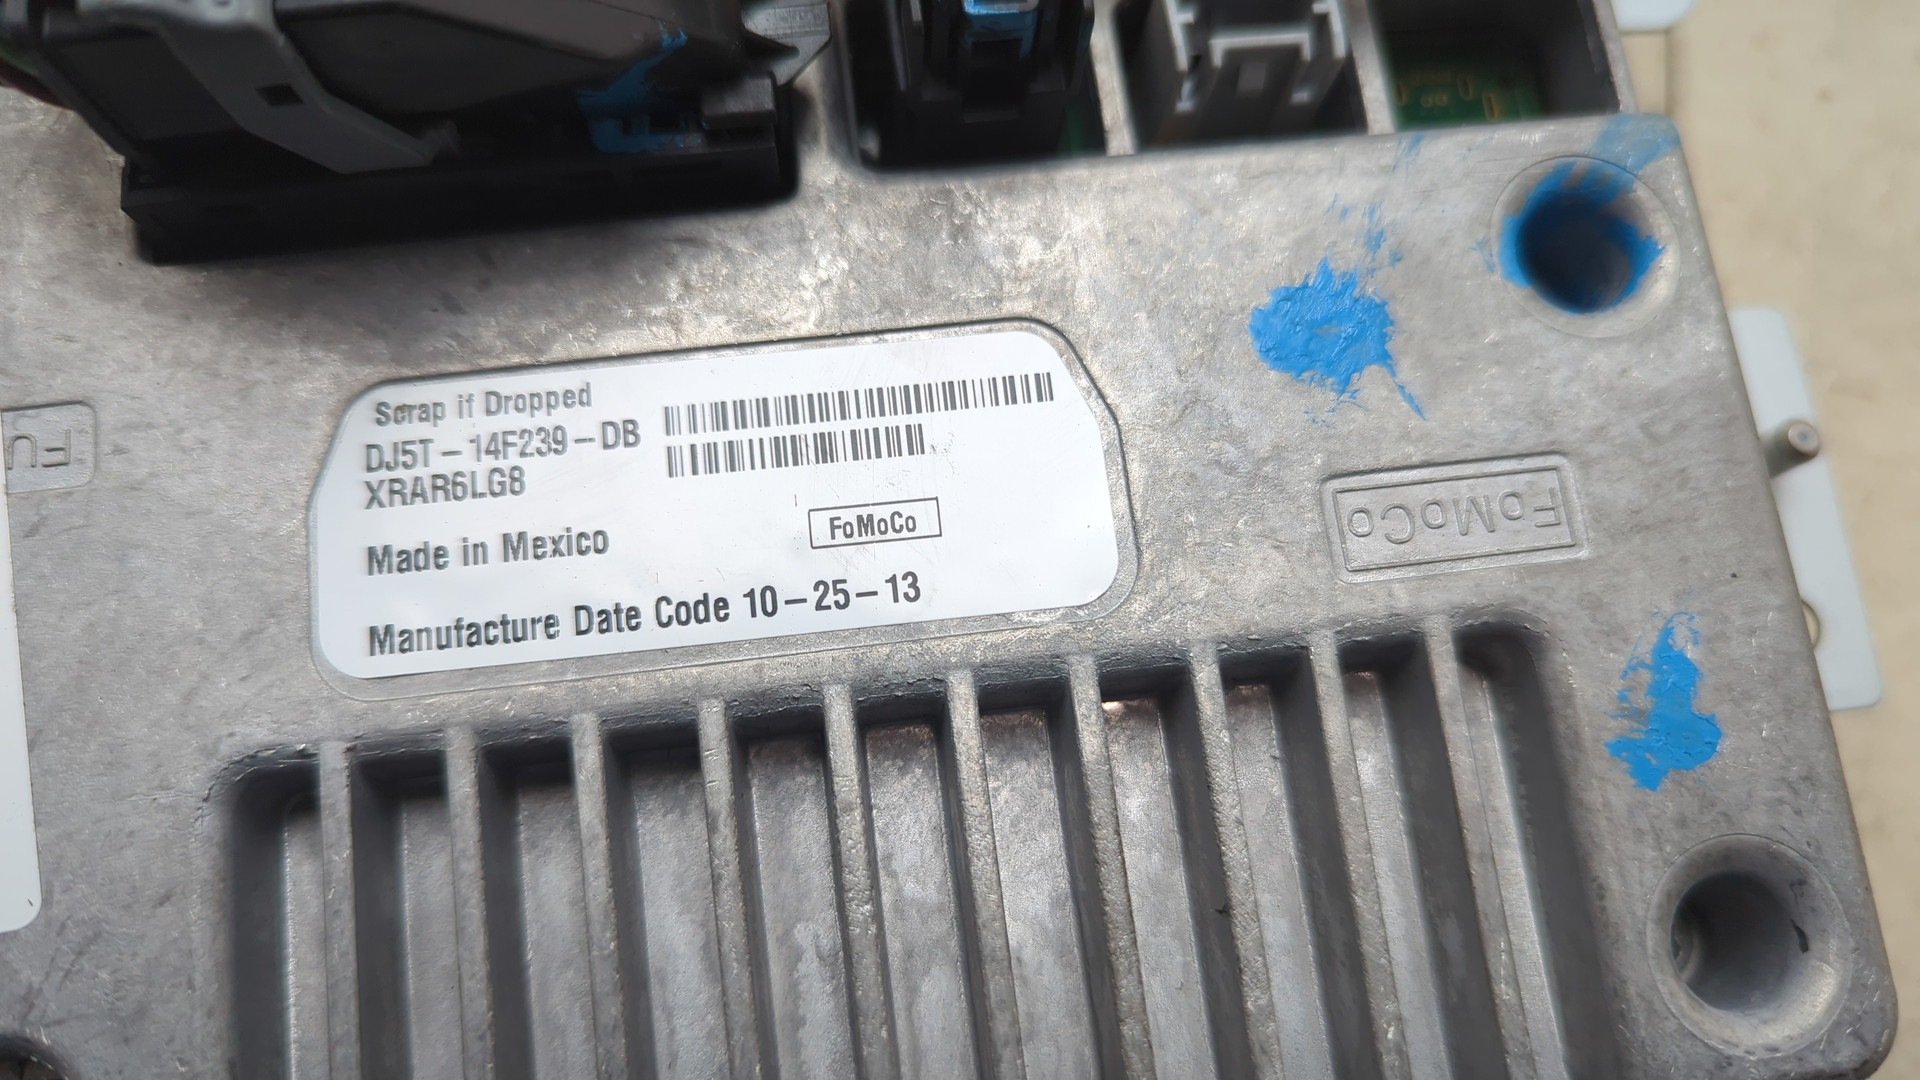 Scrap if Dropped
DJ5T-14F239-DB
XRAR6LG8
Made in Mexico
FoMoCo
Manufacture Date Code 10-25-13
FoMoCo